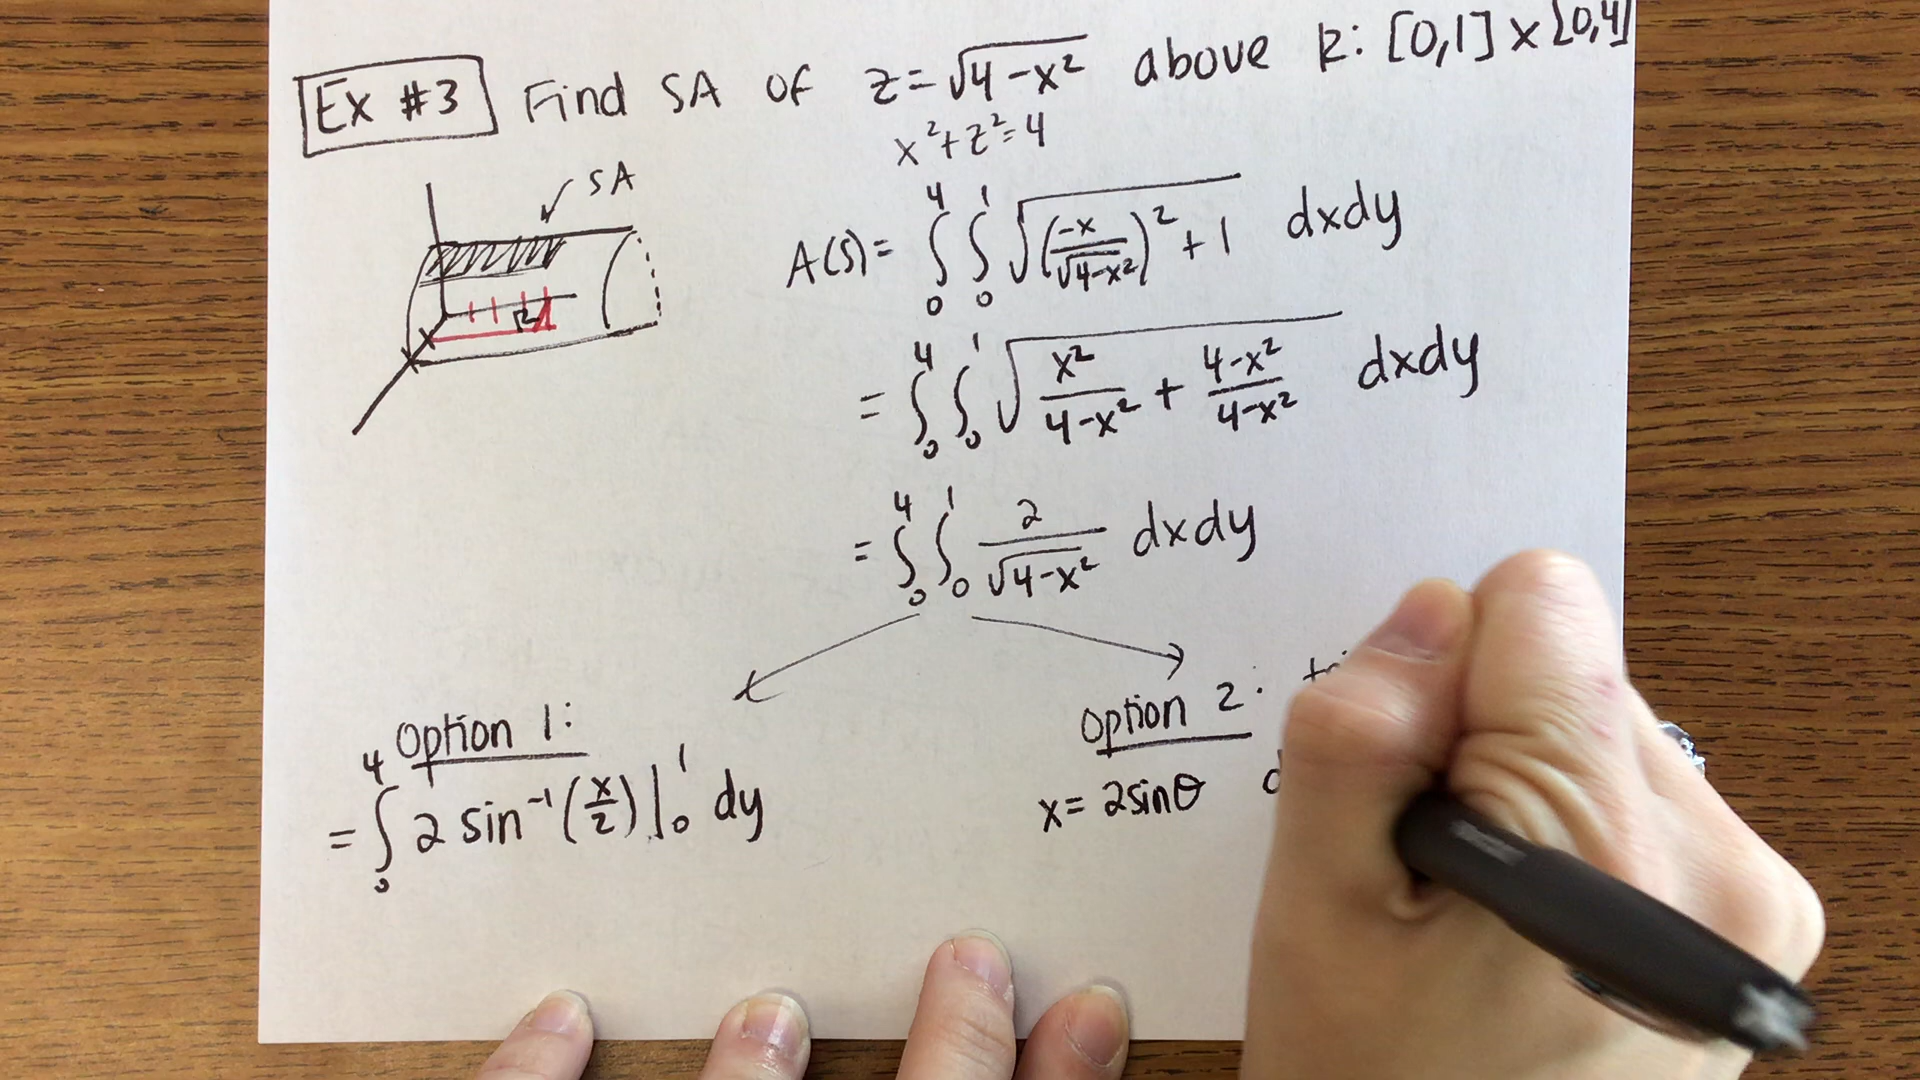 Ex #3 Find SA of z = √(4-x²) above R: [0,1] x [0,4]
x² + z² = 4
SA
R
A(S) = ∫₀⁴ ∫₀¹ √((-x/√(4-x²))² + 1) dxdy
= ∫₀⁴ ∫₀¹ √(x²/(4-x²) + (4-x²)/(4-x²)) dxdy
= ∫₀⁴ ∫₀¹ 2/√(4-x²) dxdy
Option 1:
= ∫₀⁴ 2 sin⁻¹(x/2) |₀¹ dy
Option 2:
x = 2sinθ